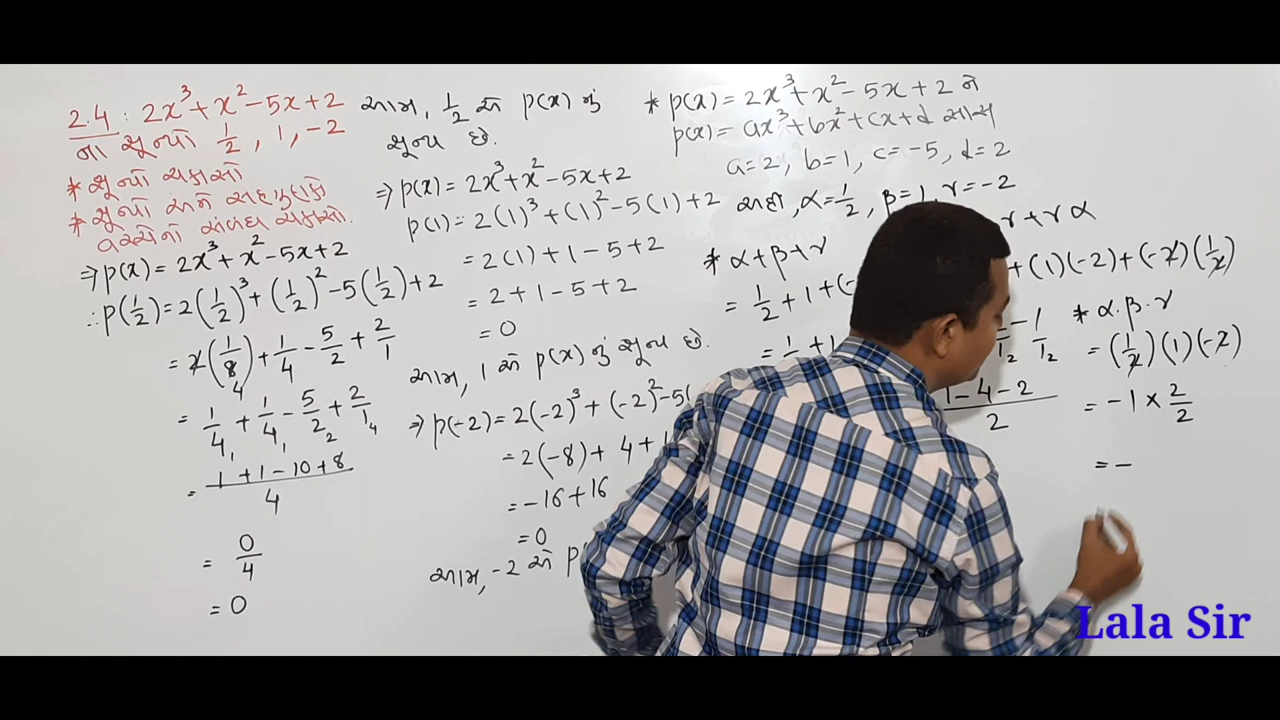 2.4 : 2x³ + x² - 5x + 2
ના શૂન્યો 1/2, 1, -2
* શૂન્યો ચકાસો
* શૂન્યો અને સહગુણકો
વચ્ચેનો સંબંધ ચકાસો.
⇒ p(x) = 2x³ + x² - 5x + 2
∴ p(1/2) = 2(1/2)³ + (1/2)² - 5(1/2) + 2
= 2(1/8) + 1/4 - 5/2 + 2/1
= 1/4 + 1/4 - 5/2 + 2/1
= (1 + 1 - 10 + 8)/4
= 0/4
= 0
આમ, 1/2 એ p(x) નું
શૂન્ય છે.
⇒ p(x) = 2x³ + x² - 5x + 2
p(1) = 2(1)³ + (1)² - 5(1) + 2
= 2(1) + 1 - 5 + 2
= 2 + 1 - 5 + 2
= 0
આમ, 1 એ p(x) નું શૂન્ય છે.
⇒ p(-2) = 2(-2)³ + (-2)² - 5(
= 2(-8) + 4 + 1
= -16 + 16
= 0
આમ, -2 એ p
* p(x) = 2x³ + x² - 5x + 2 ને
p(x) = ax³ + bx² + cx + d સાથે
a = 2, b = 1, c = -5, d = 2
અહીં, α = 1/2, β = 1, γ = -2
* α + β + γ
= 1/2 + 1 + (-
γ + γ α
+ (1)(-2) + (-2)(1/2)
1 - 4 - 2
2
* α . β . γ
= (1/2)(1)(-2)
= -1 × 2/2
= -
Lala Sir